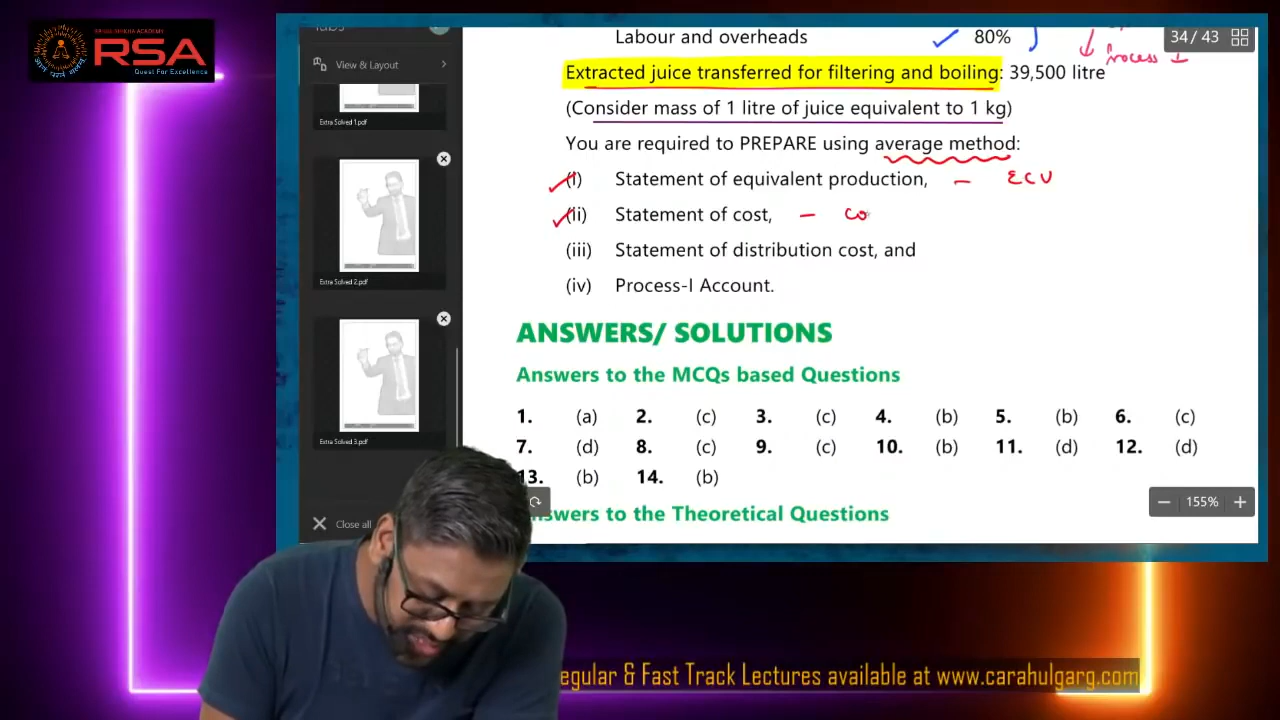 RSA
Quest For Excellence
View & Layout
Extra Solved 1.pdf
Extra Solved 2.pdf
Extra Solved 3.pdf
Close all
34 / 43
Labour and overheads 80%
Process I
Extracted juice transferred for filtering and boiling: 39,500 litre
(Consider mass of 1 litre of juice equivalent to 1 kg)
You are required to PREPARE using average method:
(i) Statement of equivalent production, – ECU
(ii) Statement of cost, – co
(iii) Statement of distribution cost, and
(iv) Process-I Account.
ANSWERS/ SOLUTIONS
Answers to the MCQs based Questions
1. (a) 2. (c) 3. (c) 4. (b) 5. (b) 6. (c)
7. (d) 8. (c) 9. (c) 10. (b) 11. (d) 12. (d)
13. (b) 14. (b)
155%
nswers to the Theoretical Questions
egular & Fast Track Lectures available at www.carahulgarg.com